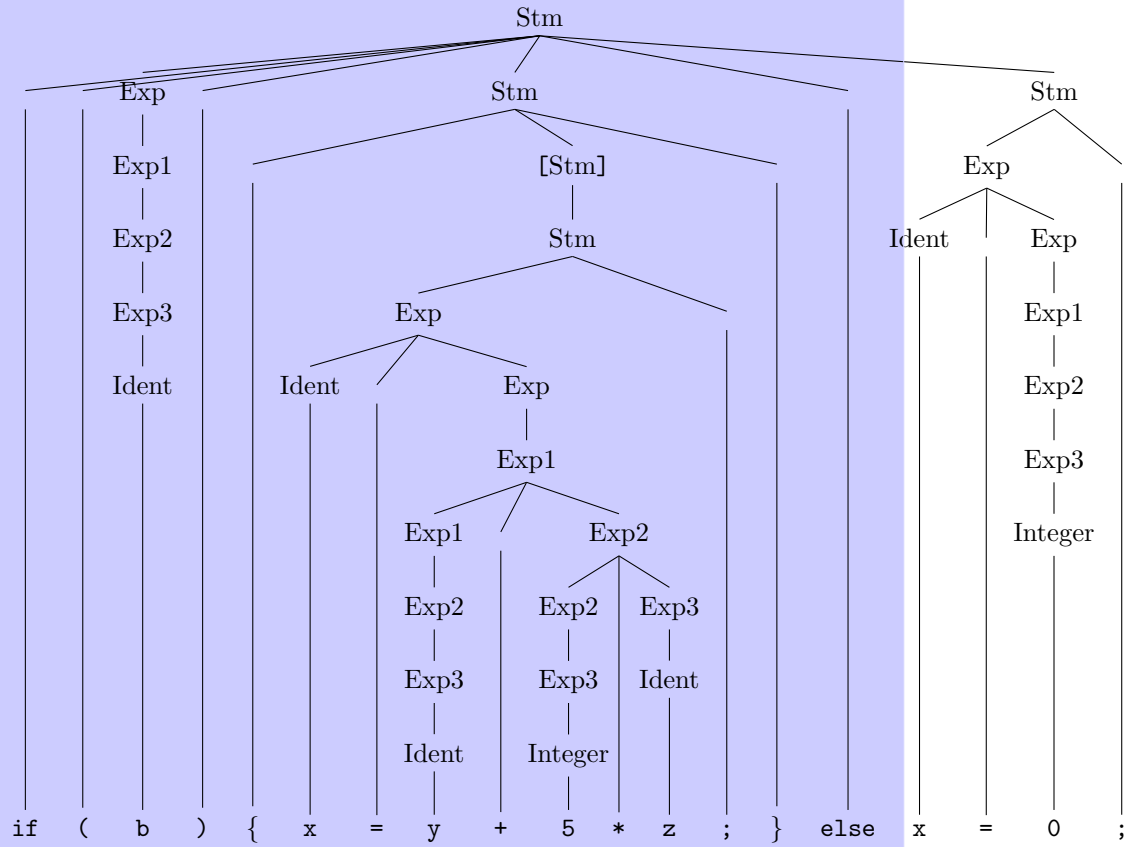 Stm
Exp Stm Stm
Exp1 [Stm] Exp
Exp2 Stm Ident Exp
Exp3 Exp Exp1
Ident Ident Exp Exp2
Exp1 Exp3
Exp1 Exp2 Integer
Exp2 Exp2 Exp3
Exp3 Exp3 Ident
Ident Integer
if ( b ) { x = y + 5 * z ; } else x = 0 ;